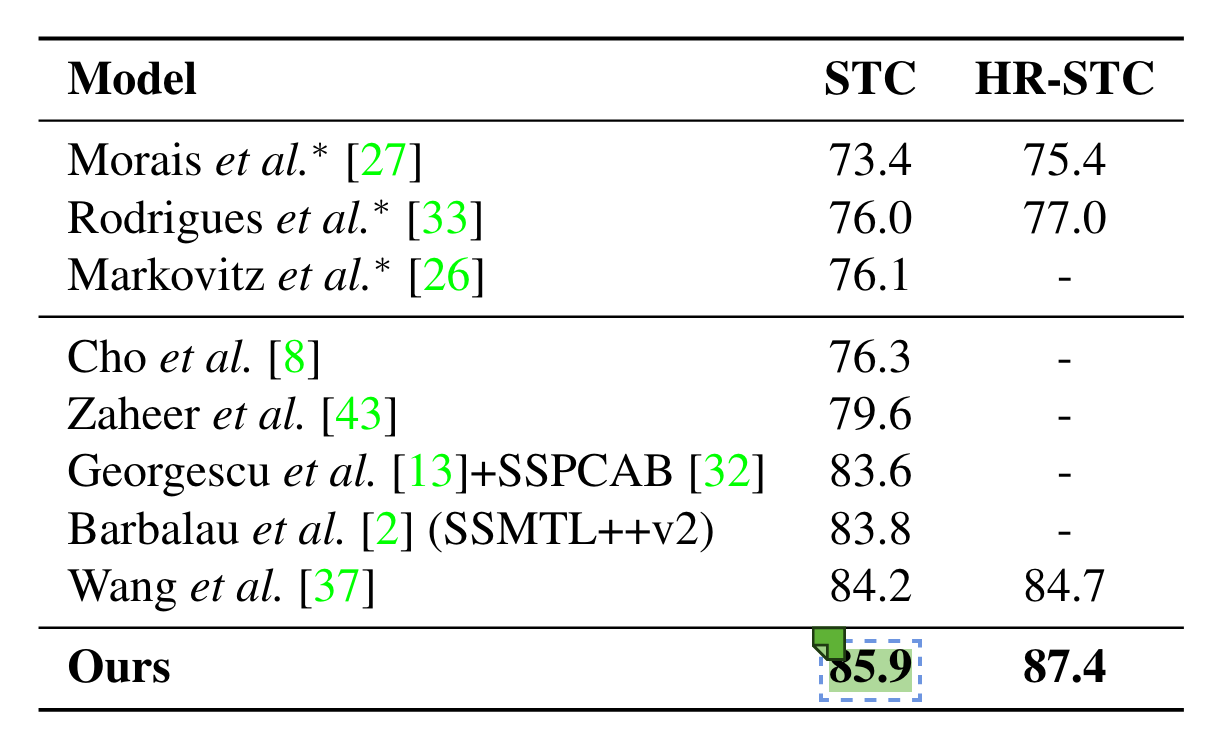 Model STC HR-STC
Morais et al.* [27] 73.4 75.4
Rodrigues et al.* [33] 76.0 77.0
Markovitz et al.* [26] 76.1 -
Cho et al. [8] 76.3 -
Zaheer et al. [43] 79.6 -
Georgescu et al. [13]+SSPCAB [32] 83.6 -
Barbalau et al. [2] (SSMTL++v2) 83.8 -
Wang et al. [37] 84.2 84.7
Ours 85.9 87.4